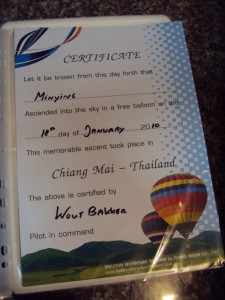 CERTIFICATE
Let it be known from this day forth that
MINYING
Ascended into the sky in a free balloon on the
10th day of JANUARY 2010
This memorable ascent took place in
Chiang Mai – Thailand
The above is certified by
WOUT BAKKER
Pilot in command